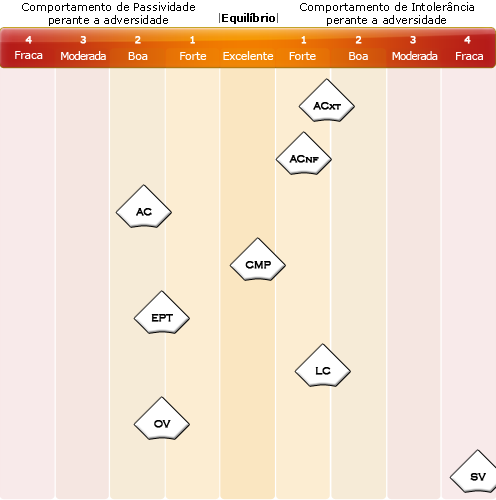 Comportamento de Passividade
perante a adversidade
|Equilíbrio|
Comportamento de Intolerância
perante a adversidade
4 3 2 1 1 2 3 4
Fraca Moderada Boa Forte Excelente Forte Boa Moderada Fraca
ACXT
ACNF
AC
CMP
EPT
LC
OV
SV